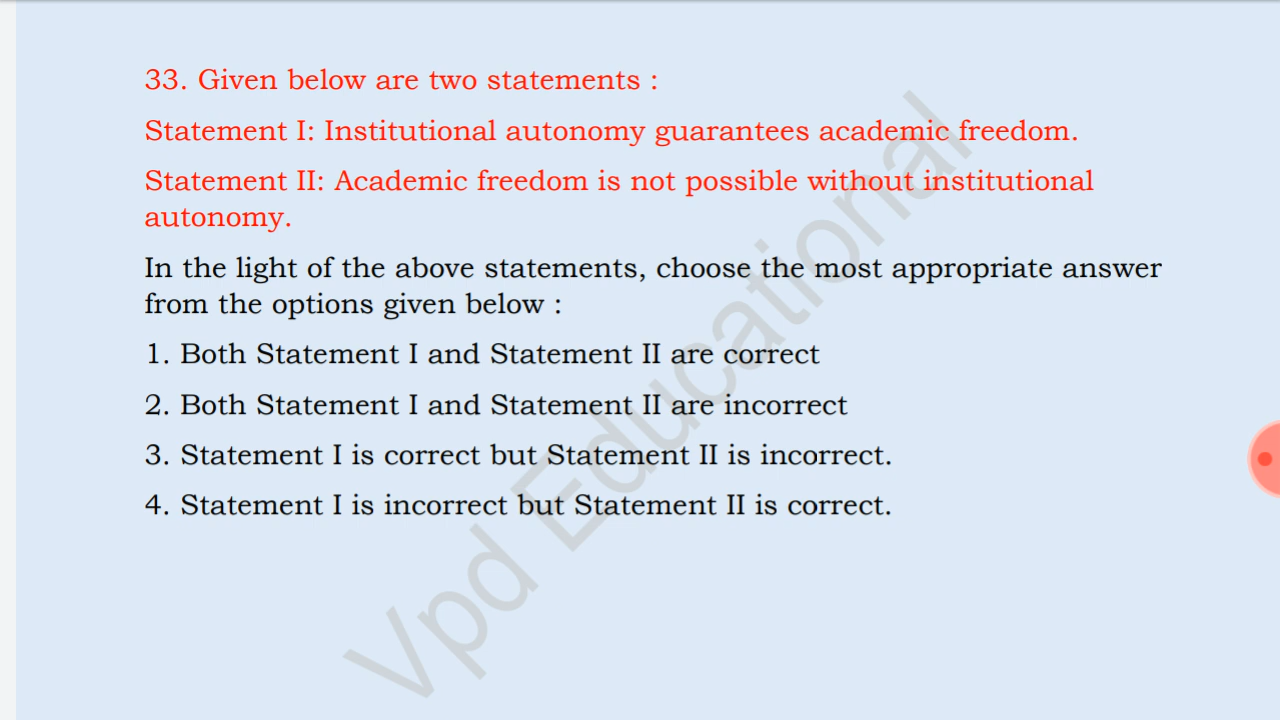 33. Given below are two statements :
Statement I: Institutional autonomy guarantees academic freedom.
Statement II: Academic freedom is not possible without institutional
autonomy.
In the light of the above statements, choose the most appropriate answer
from the options given below :
1. Both Statement I and Statement II are correct
2. Both Statement I and Statement II are incorrect
3. Statement I is correct but Statement II is incorrect.
4. Statement I is incorrect but Statement II is correct.
Vpd Educational